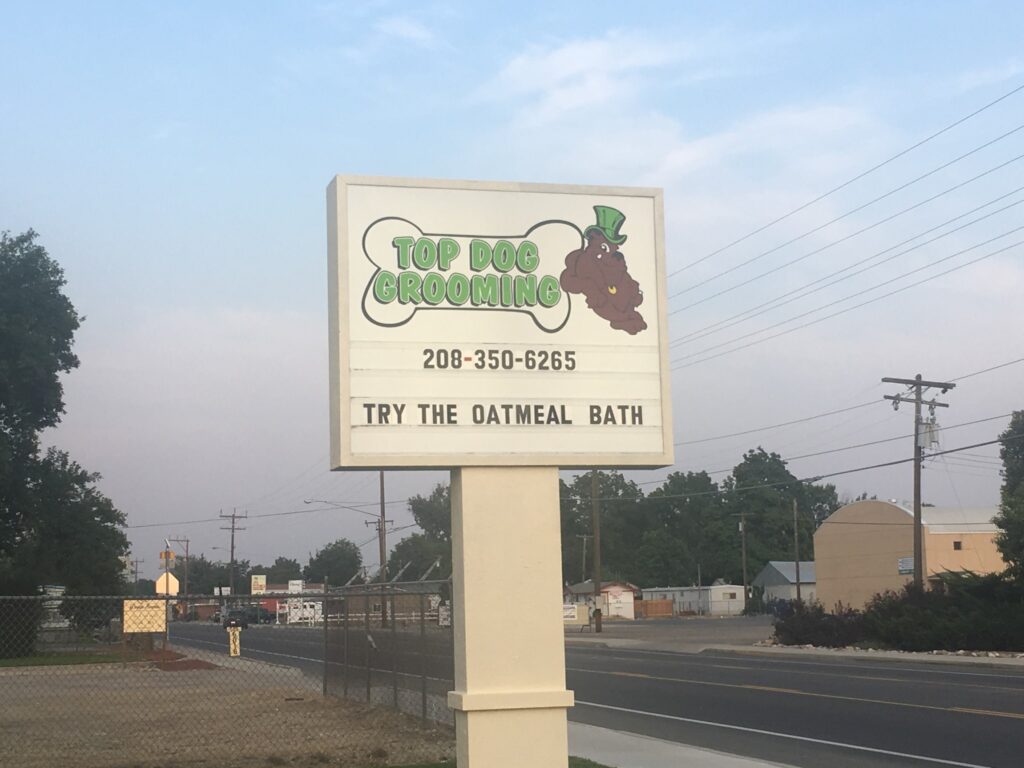 TOP DOG
GROOMING
208-350-6265
TRY THE OATMEAL BATH